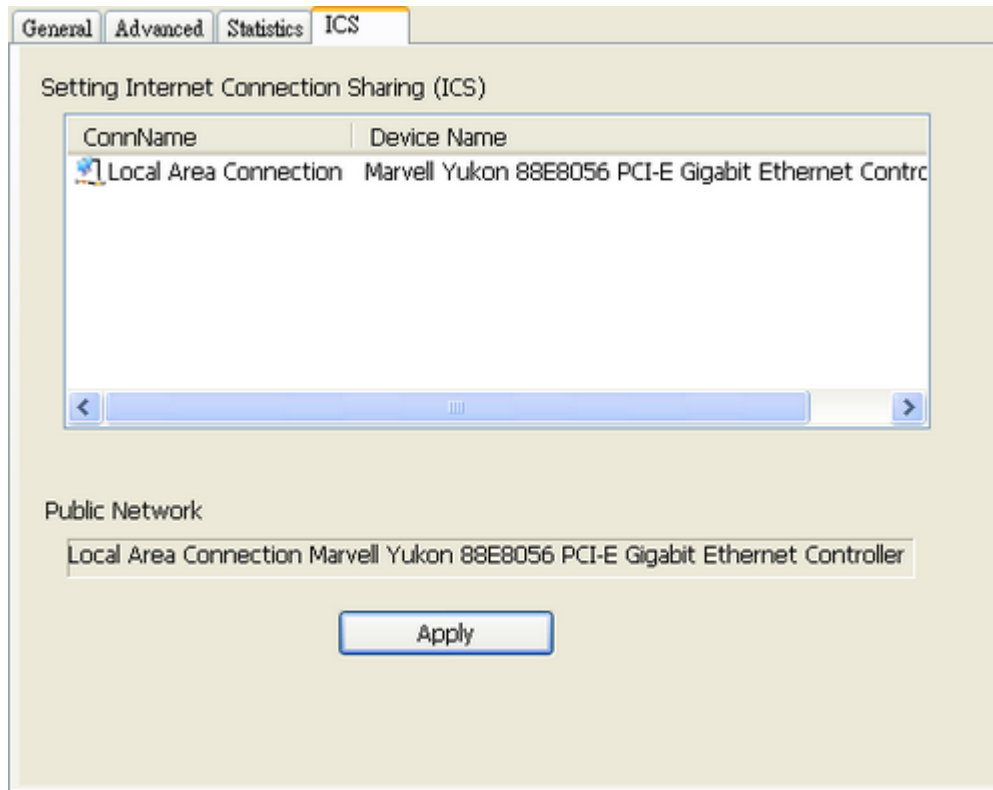 General Advanced Statistics ICS
Setting Internet Connection Sharing (ICS)
ConnName Device Name
Local Area Connection Marvell Yukon 88E8056 PCI-E Gigabit Ethernet Contrc
Public Network
Local Area Connection Marvell Yukon 88E8056 PCI-E Gigabit Ethernet Controller
Apply